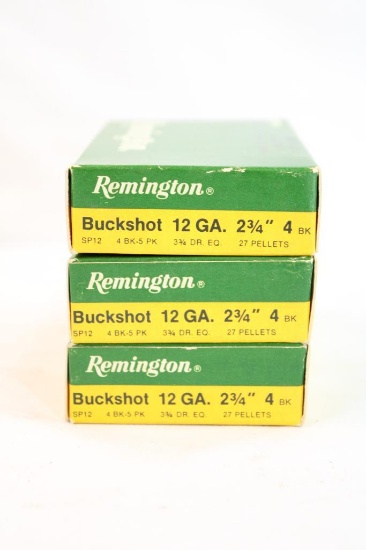 Remington®
Buckshot 12 GA. 2¾" 4 BK
SP12 4 BK-5 PK 3¾ DR. EQ. 27 PELLETS
Remington®
Buckshot 12 GA. 2¾" 4 BK
SP12 4 BK-5 PK 3¾ DR. EQ. 27 PELLETS
Remington®
Buckshot 12 GA. 2¾" 4 BK
SP12 4 BK-5 PK 3¾ DR. EQ. 27 PELLETS